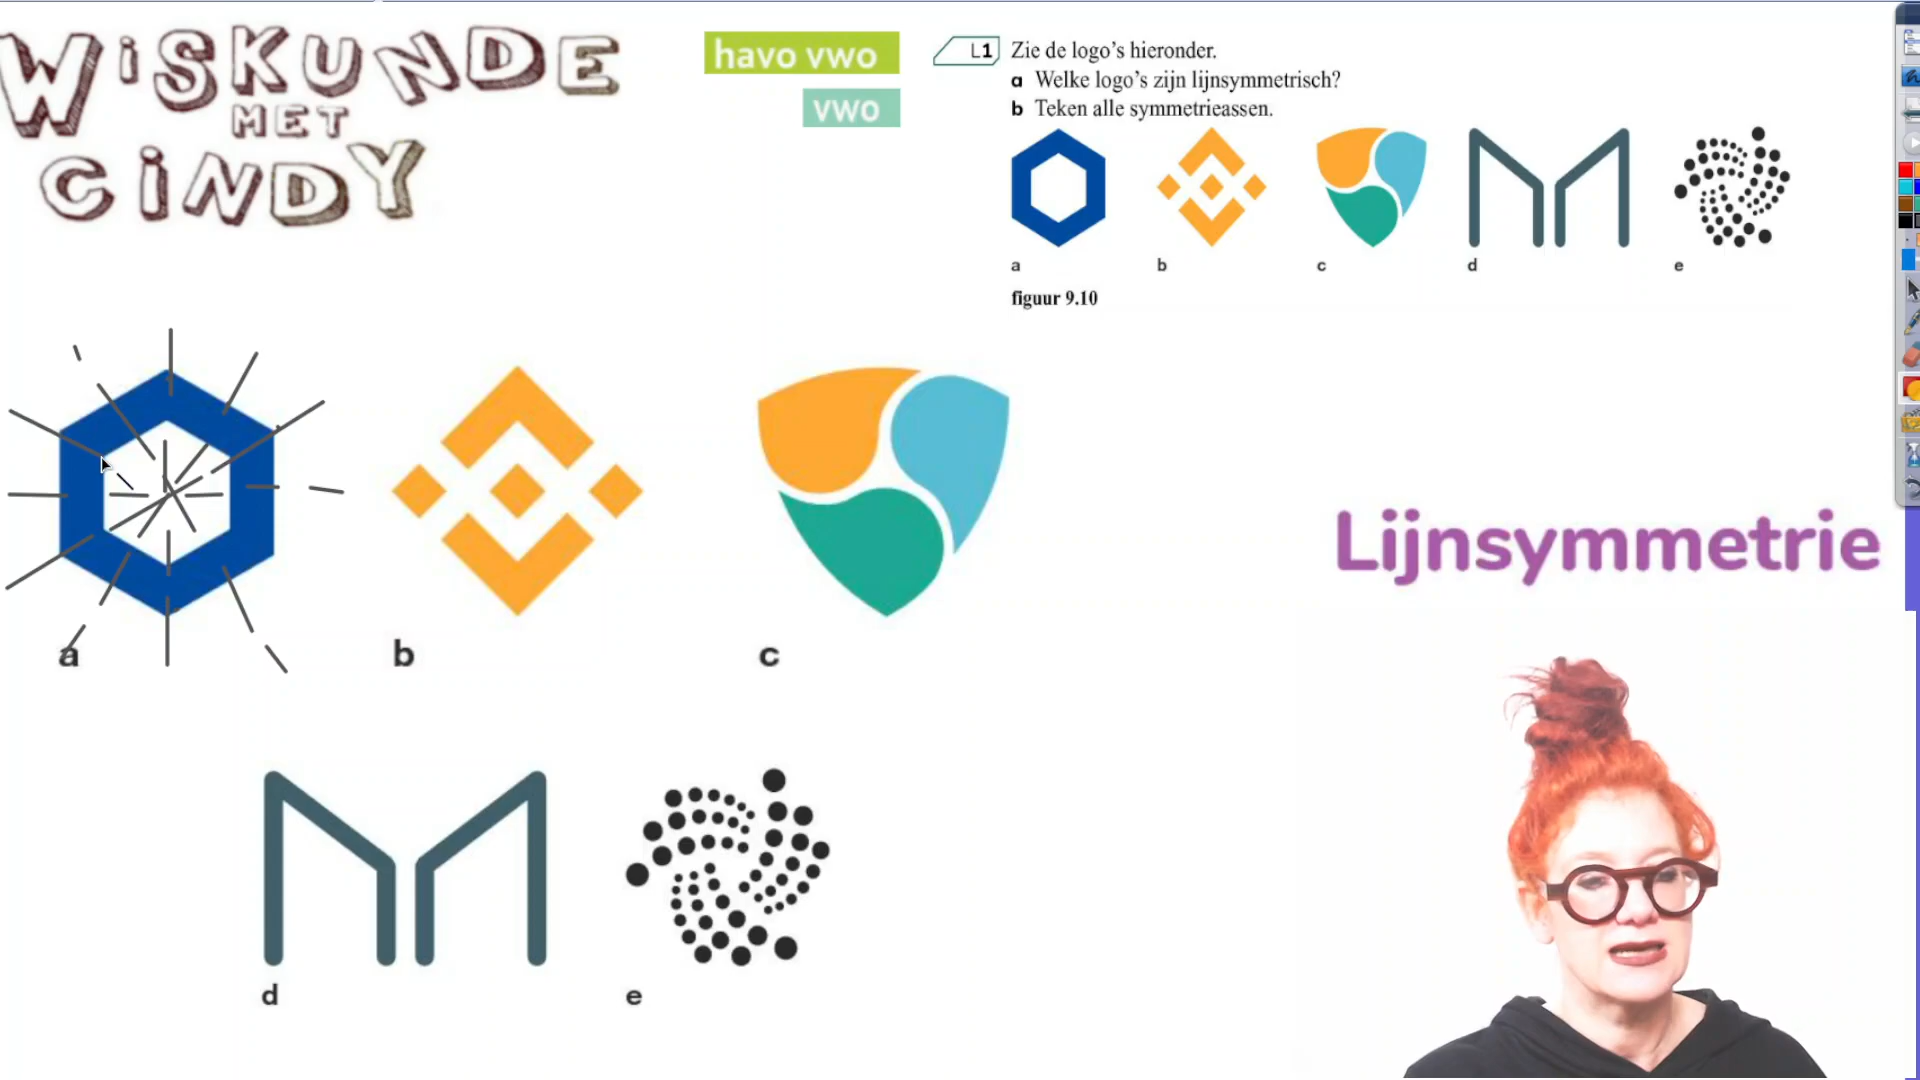 WiSKUNDE
MET
CiNDY
havo vwo
vwo
L1 Zie de logo's hieronder.
a Welke logo's zijn lijnsymmetrisch?
b Teken alle symmetrieassen.
a b c d e
figuur 9.10
a b c
Lijnsymmetrie
d e